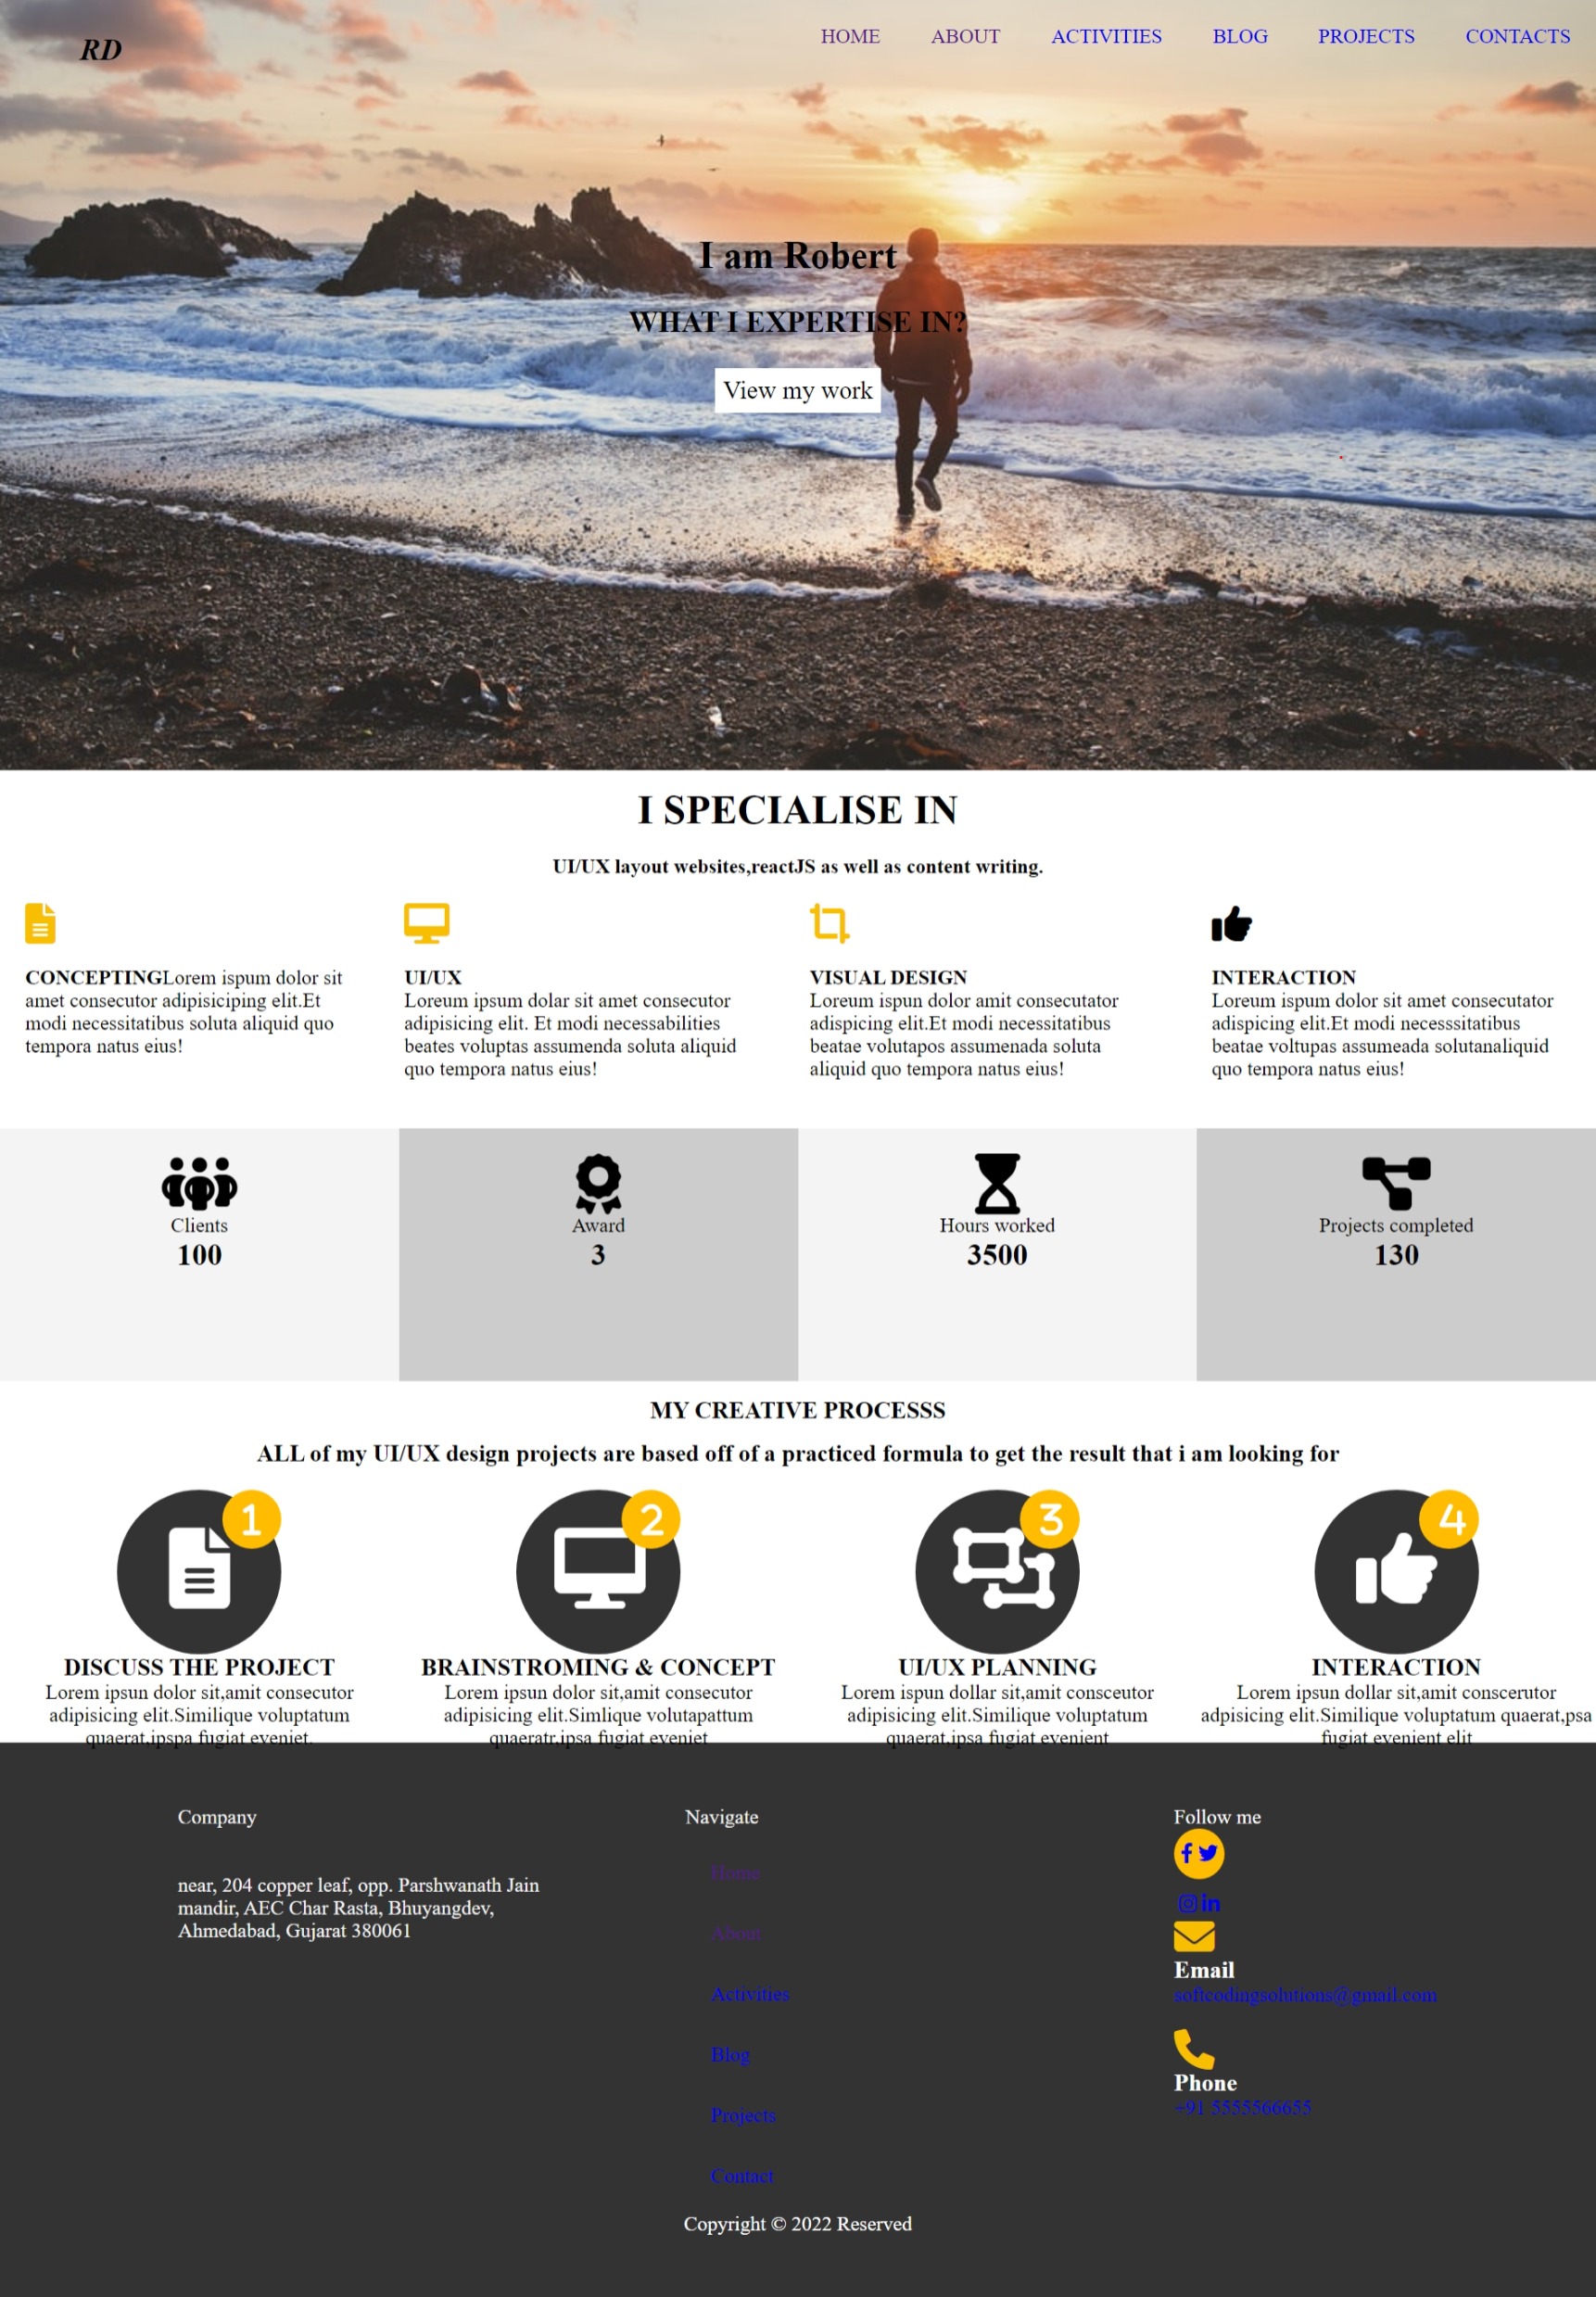 RD
HOME ABOUT ACTIVITIES BLOG PROJECTS CONTACTS
I am Robert
WHAT I EXPERTISE IN?
View my work
I SPECIALISE IN
UI/UX layout websites,reactJS as well as content writing.
CONCEPTINGLorem ispum dolor sit
amet consecutor adipisiciping elit.Et
modi necessitatibus soluta aliquid quo
tempora natus eius!
UI/UX
Loreum ipsum dolar sit amet consecutor
adipisicing elit. Et modi necessabilities
beates voluptas assumenda soluta aliquid
quo tempora natus eius!
VISUAL DESIGN
Loreum ispun dolor amit consecutator
adispicing elit.Et modi necessitatibus
beatae volutapos assumenada soluta
aliquid quo tempora natus eius!
INTERACTION
Loreum ispum dolor sit amet consecutator
adispicing elit.Et modi necesssitatibus
beatae voltupas assumeada solutanaliquid
quo tempora natus eius!
Clients
100
Award
3
Hours worked
3500
Projects completed
130
MY CREATIVE PROCESSS
ALL of my UI/UX design projects are based off of a practiced formula to get the result that i am looking for
1
DISCUSS THE PROJECT
Lorem ipsun dolor sit,amit consecutor
adipisicing elit.Similique voluptatum
quaerat,ipspa fugiat eveniet.
2
BRAINSTROMING & CONCEPT
Lorem ipsun dolor sit,amit consecutor
adipisicing elit.Simlique volutapattum
quaeratr,ipsa fugiat eveniet
3
UI/UX PLANNING
Lorem ispun dollar sit,amit consceutor
adipisicing elit.Similique voluptatum
quaerat,ipsa fugiat evenient
4
INTERACTION
Lorem ipsun dollar sit,amit conscerutor
adpisicing elit.Similique voluptatum quaerat,psa
fugiat evenient elit
Company
near, 204 copper leaf, opp. Parshwanath Jain
mandir, AEC Char Rasta, Bhuyangdev,
Ahmedabad, Gujarat 380061
Navigate
Home
About
Activities
Blog
Projects
Contact
Follow me
Email
softcodingsolutions@gmail.com
Phone
+91 5555566655
Copyright © 2022 Reserved